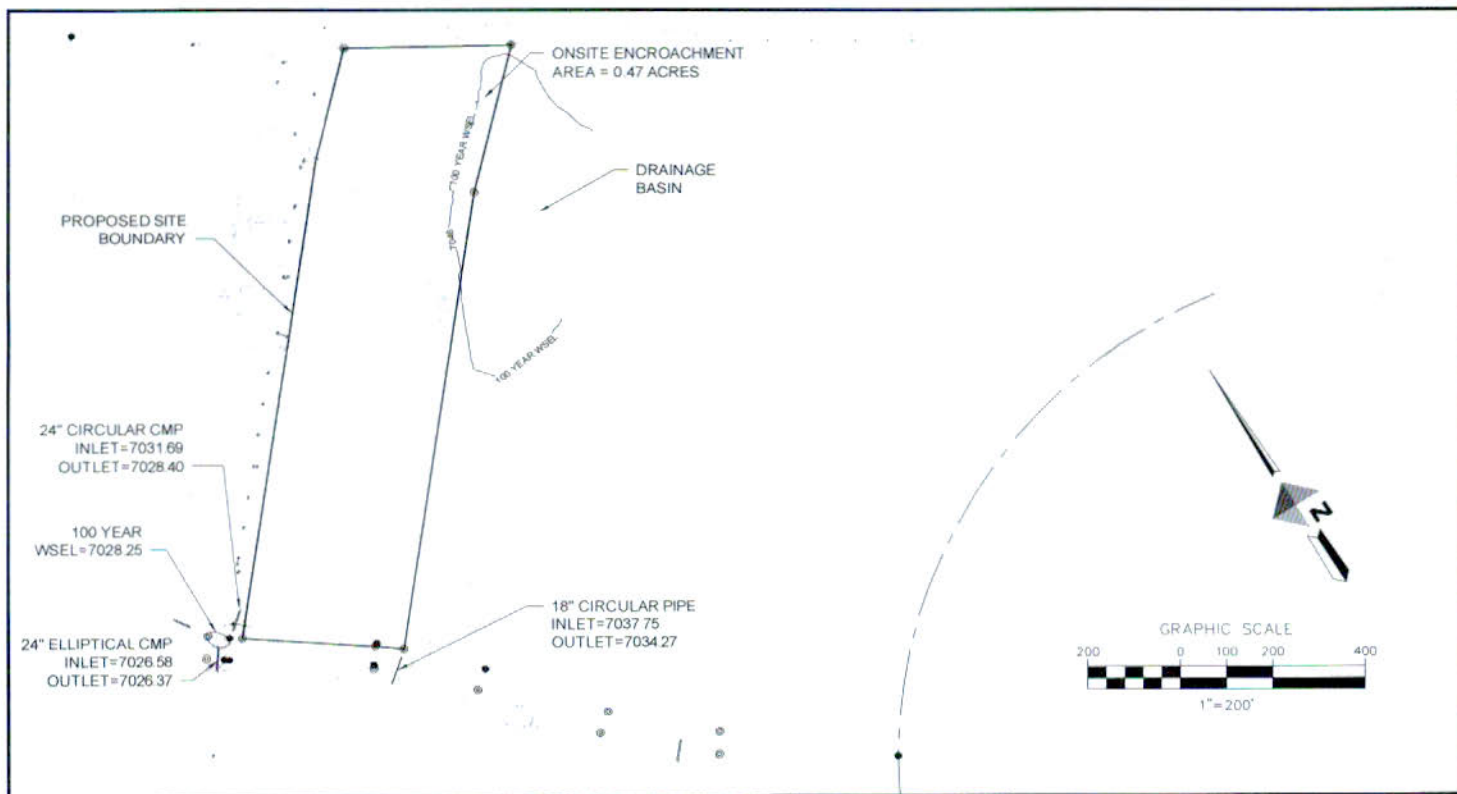 ONSITE ENCROACHMENT
AREA = 0.47 ACRES
100 YEAR WSEL
DRAINAGE
BASIN
PROPOSED SITE
BOUNDARY
100 YEAR WSEL
24" CIRCULAR CMP
INLET=7031.69
OUTLET=7028.40
100 YEAR
WSEL=7028.25
24" ELLIPTICAL CMP
INLET=7026.58
OUTLET=7026.37
18" CIRCULAR PIPE
INLET=7037.75
OUTLET=7034.27
N
GRAPHIC SCALE
200 0 100 200 400
1"=200'